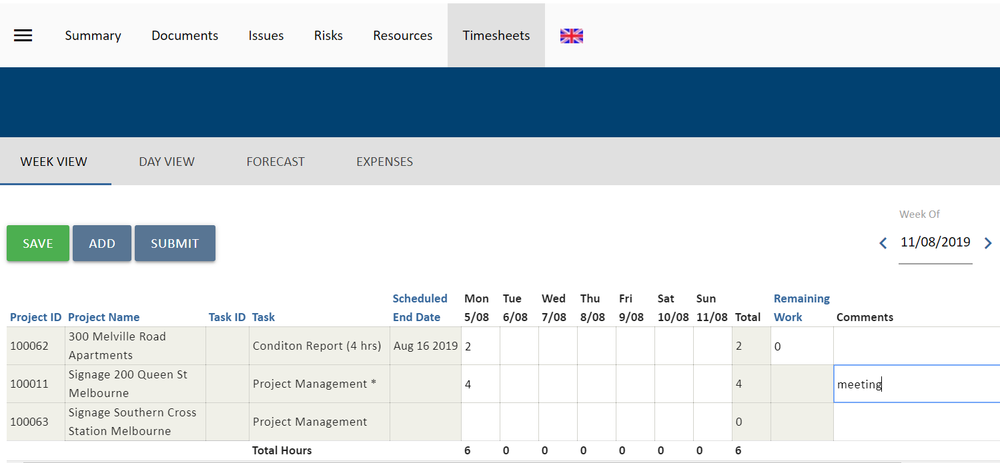 Summary Documents Issues Risks Resources Timesheets
WEEK VIEW DAY VIEW FORECAST EXPENSES
Week Of
SAVE ADD SUBMIT 11/08/2019
Scheduled Mon Tue Wed Thu Fri Sat Sun Remaining
Project ID Project Name Task ID Task End Date 5/08 6/08 7/08 8/08 9/08 10/08 11/08 Total Work Comments
300 Melville Road
100062 Conditon Report (4 hrs) Aug 16 2019 2 2 0
Apartments
Signage 200 Queen St
100011 Project Management * 4 4 meeting
Melbourne
Signage Southern Cross
100063 Project Management 0
Station Melbourne
Total Hours 6 0 0 0 0 0 0 6